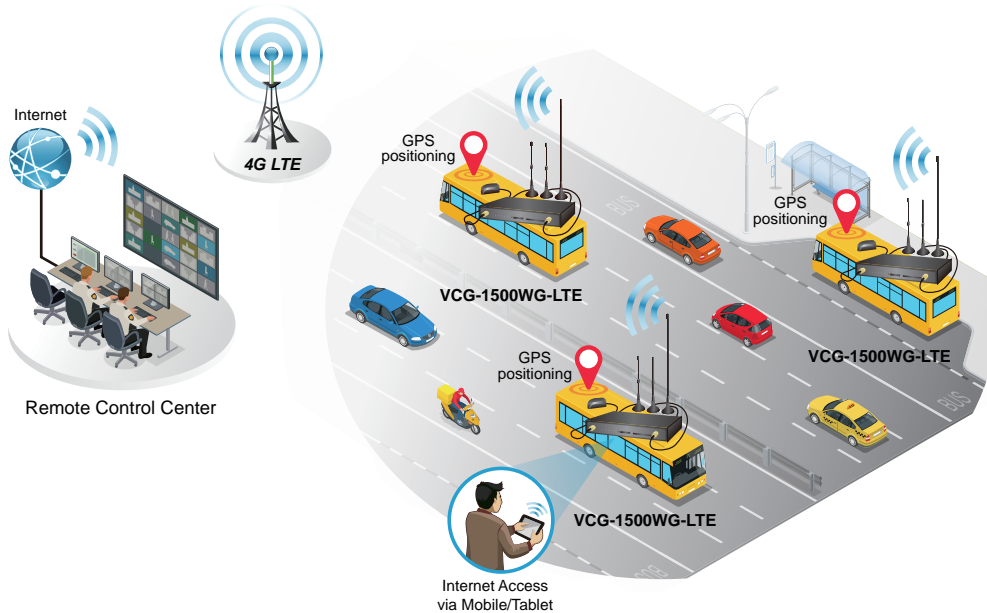 Internet
4G LTE
Remote Control Center
GPS
positioning
VCG-1500WG-LTE
BUS
GPS
positioning
VCG-1500WG-LTE
BUS
GPS
positioning
VCG-1500WG-LTE
BUS
Internet Access
via Mobile/Tablet